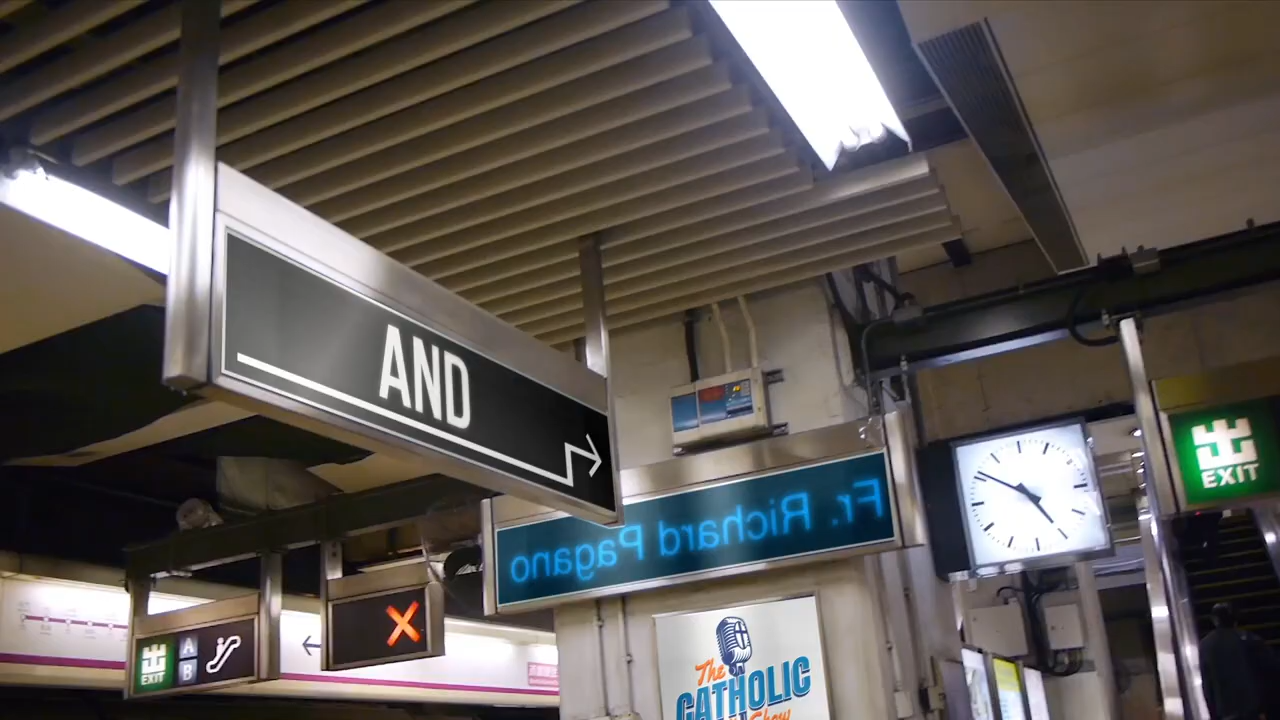 AND
Fr. Richard Pagano
EXIT
EXIT
A
B
The
CATHOLIC
Show